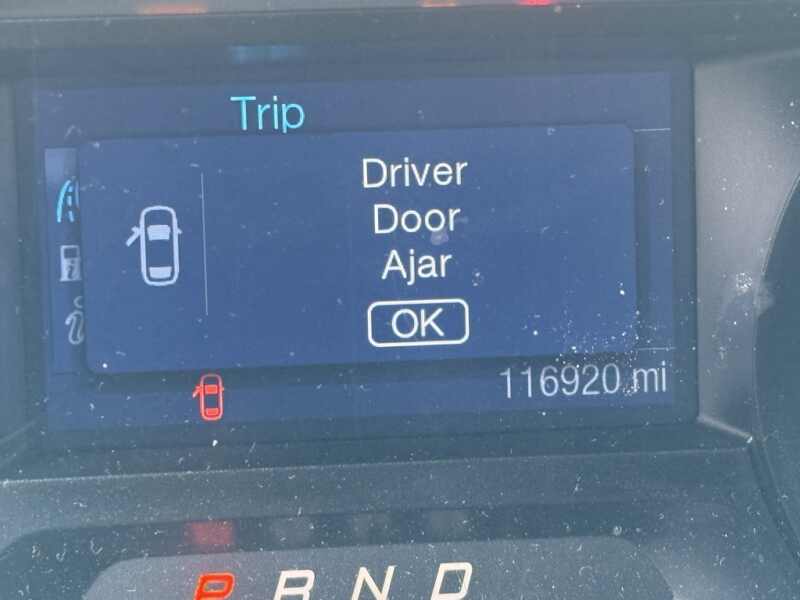 Trip
Driver
Door
Ajar
OK
116920 mi
P R N D